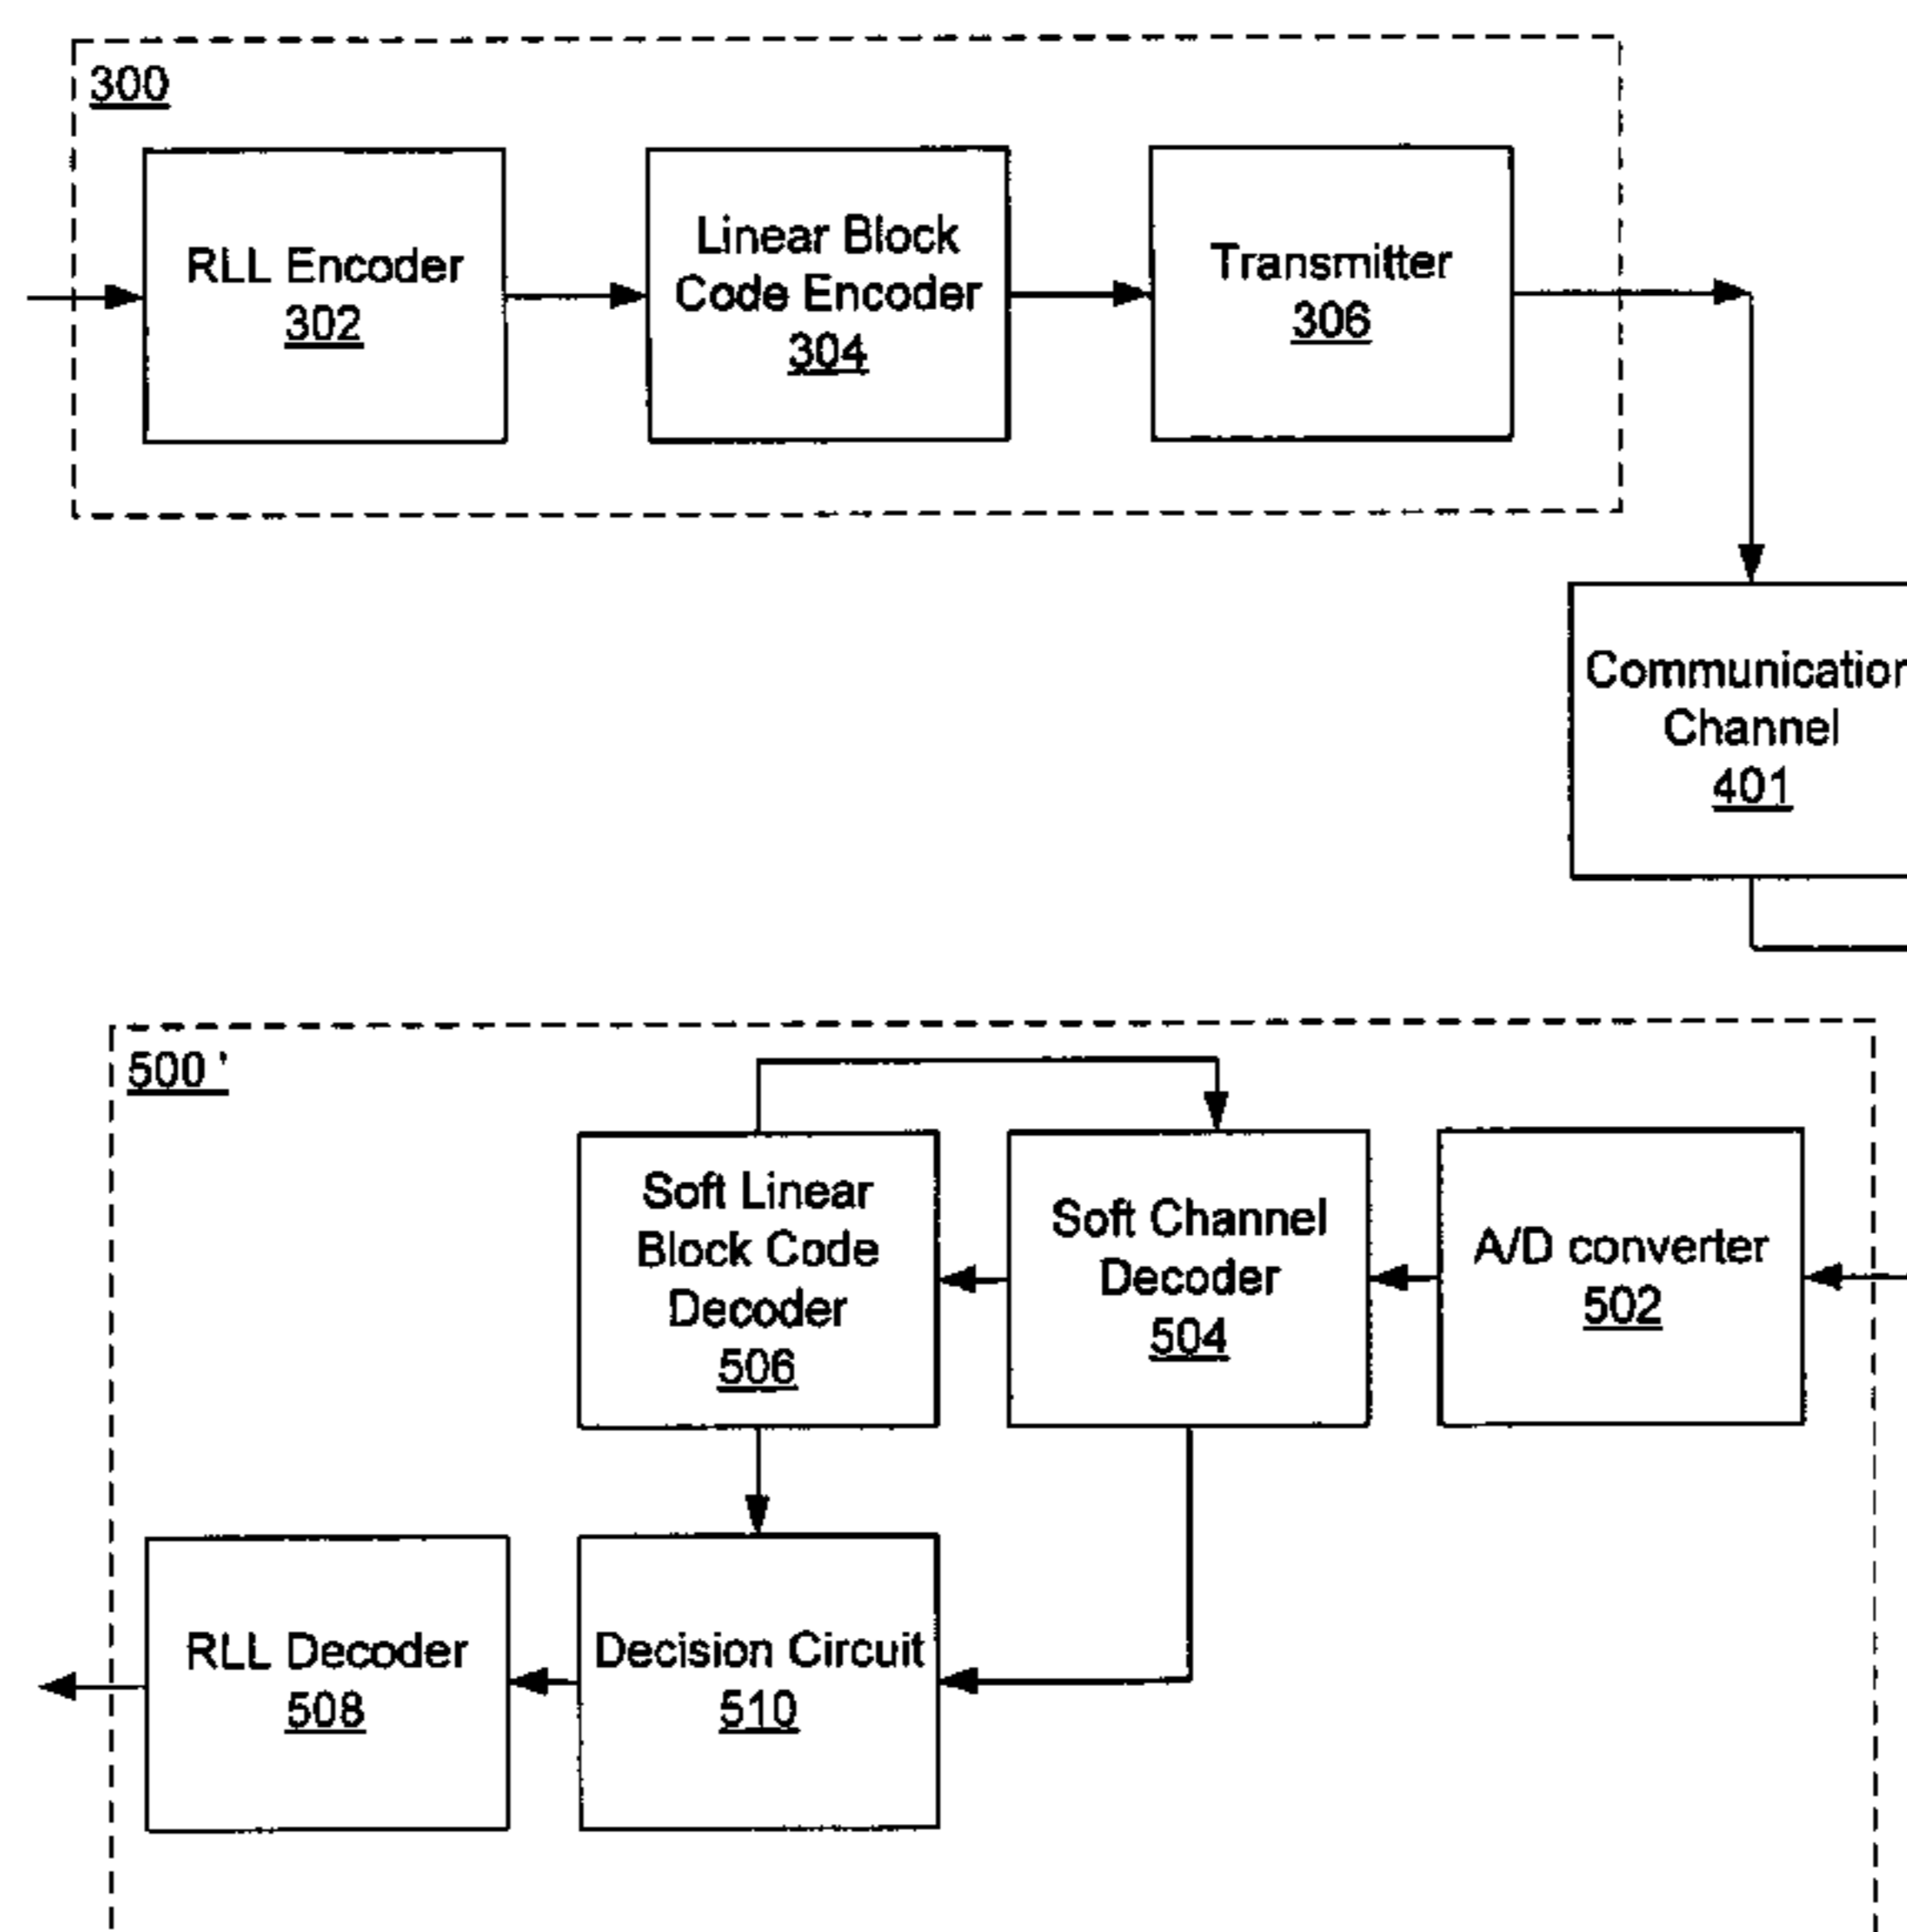 300
RLL Encoder
302
Linear Block
Code Encoder
304
Transmitter
306
Communication
Channel
401
500'
Soft Linear
Block Code
Decoder
506
Soft Channel
Decoder
504
A/D converter
502
RLL Decoder
508
Decision Circuit
510